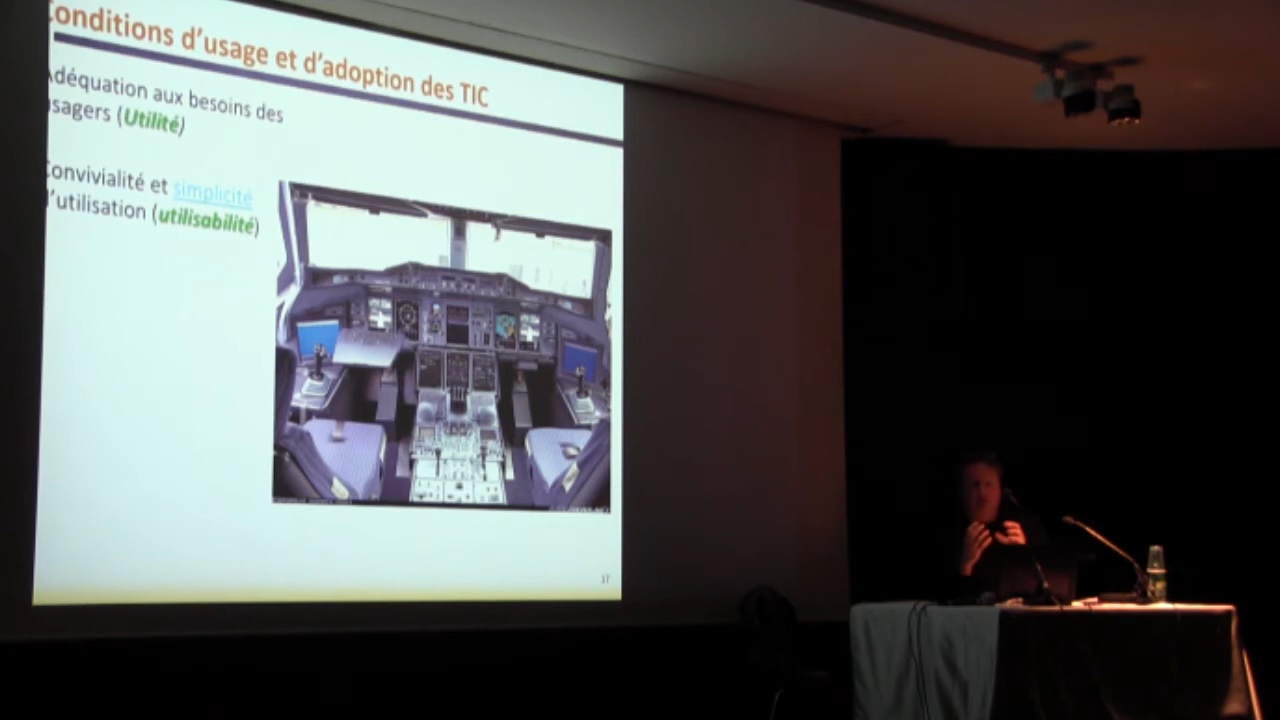 onditions d'usage et d'adoption des TIC
déquation aux besoins des
sagers (Utilité)
onvivialité et simplicité
l'utilisation (utilisabilité)
17